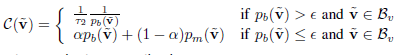 C(ṽ) = { 1/τ₂ 1/p_b(ṽ) if p_b(ṽ) > ϵ and ṽ ∈ B_v
αp_b(ṽ) + (1 − α)p_m(ṽ) if p_b(ṽ) ≤ ϵ and ṽ ∈ B_v